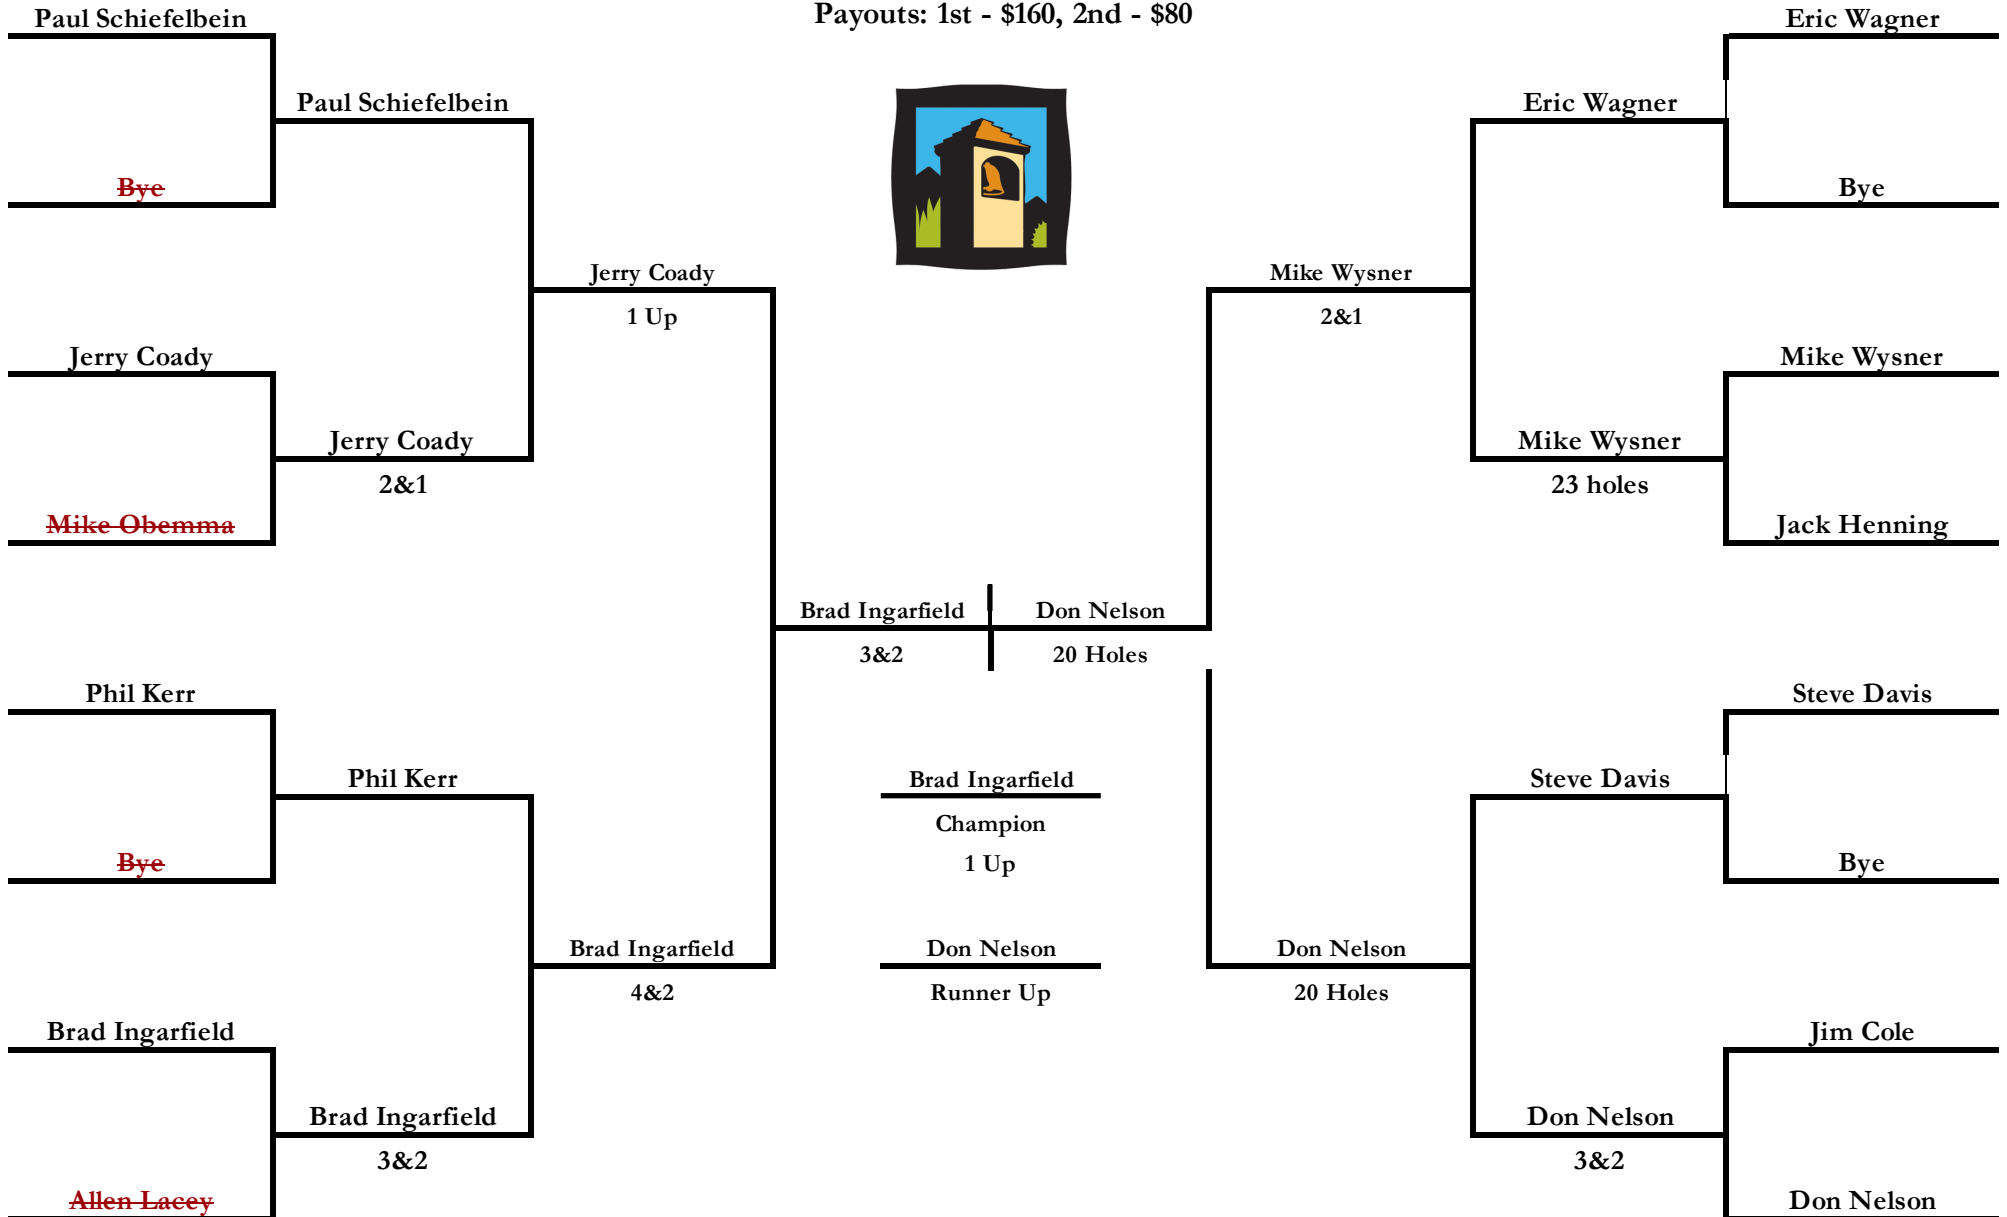 Payouts: 1st - $160, 2nd - $80
Paul Schiefelbein
Paul Schiefelbein
Bye
Jerry Coady
1 Up
Jerry Coady
Jerry Coady
2&1
Mike Obemma
Brad Ingarfield
3&2
Phil Kerr
Phil Kerr
Bye
Brad Ingarfield
4&2
Brad Ingarfield
Brad Ingarfield
3&2
Allen Lacey
Brad Ingarfield
Champion
1 Up
Don Nelson
Runner Up
Eric Wagner
Eric Wagner
Bye
Mike Wysner
2&1
Mike Wysner
Mike Wysner
23 holes
Jack Henning
Don Nelson
20 Holes
Steve Davis
Steve Davis
Bye
Don Nelson
20 Holes
Jim Cole
Don Nelson
3&2
Don Nelson